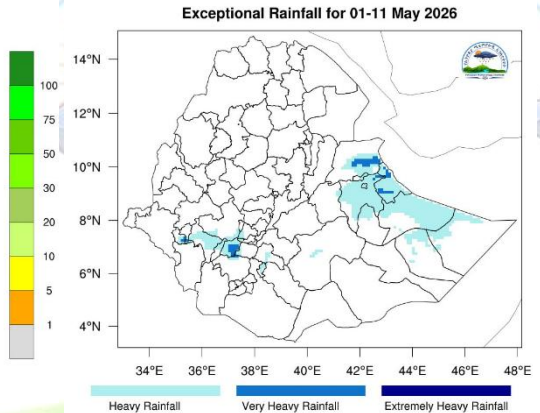 Exceptional Rainfall for 01-11 May 2026
100
75
50
30
20
10
5
1
14°N
12°N
10°N
8°N
6°N
4°N
34°E
36°E
38°E
40°E
42°E
44°E
46°E
48°E
Heavy Rainfall
Very Heavy Rainfall
Extremely Heavy Rainfall